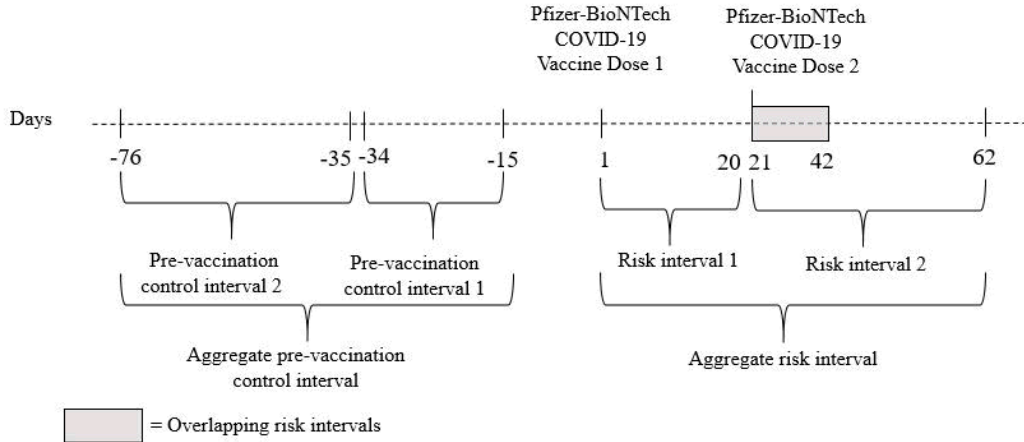 Pfizer-BioNTech
COVID-19
Vaccine Dose 1
Pfizer-BioNTech
COVID-19
Vaccine Dose 2
Days
-76
-35
-34
-15
1
20
21
42
62
Pre-vaccination
control interval 2
Pre-vaccination
control interval 1
Risk interval 1
Risk interval 2
Aggregate pre-vaccination
control interval
Aggregate risk interval
= Overlapping risk intervals